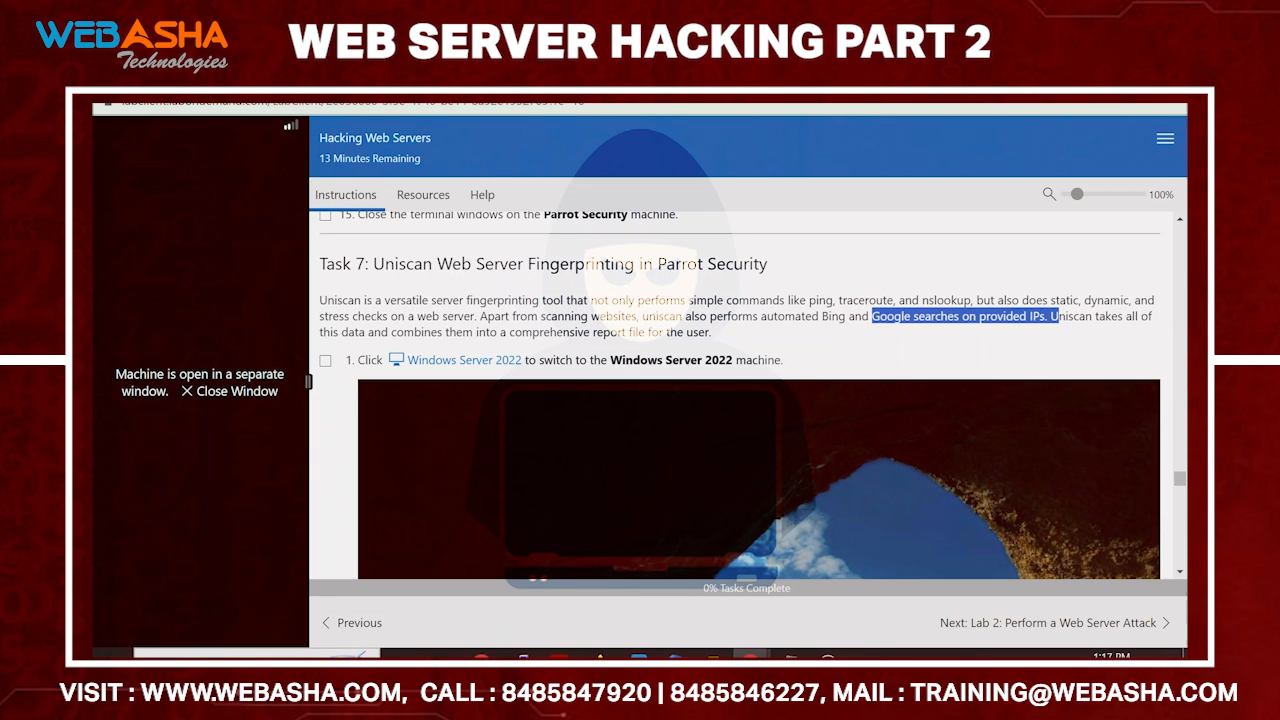 WEBASHA
Technologies
WEB SERVER HACKING PART 2
Hacking Web Servers
13 Minutes Remaining
Instructions Resources Help
100%
15. Close the terminal windows on the Parrot Security machine.
Task 7: Uniscan Web Server Fingerprinting in Parrot Security
Uniscan is a versatile server fingerprinting tool that not only performs simple commands like ping, traceroute, and nslookup, but also does static, dynamic, and
stress checks on a web server. Apart from scanning websites, uniscan also performs automated Bing and Google searches on provided IPs. Uniscan takes all of
this data and combines them into a comprehensive report file for the user.
1. Click Windows Server 2022 to switch to the Windows Server 2022 machine.
Machine is open in a separate
window. ✕ Close Window
0% Tasks Complete
Previous
Next: Lab 2: Perform a Web Server Attack
1:17 PM
VISIT : WWW.WEBASHA.COM, CALL : 8485847920 | 8485846227, MAIL : TRAINING@WEBASHA.COM